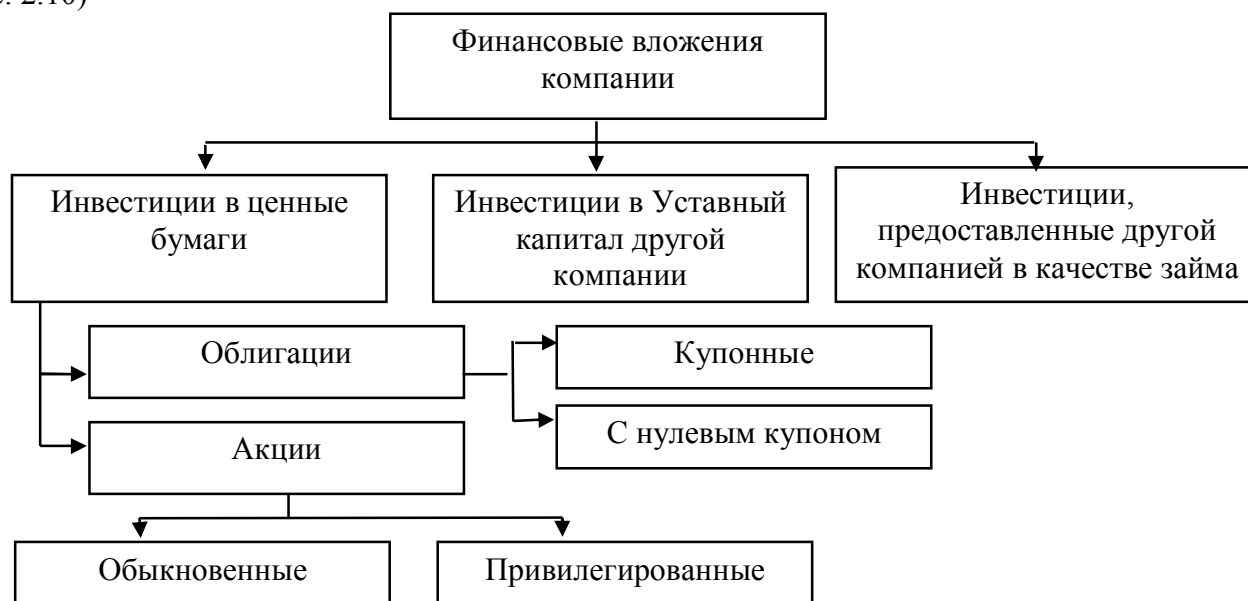 Финансовые вложения
компании
Инвестиции в ценные
бумаги
Инвестиции в Уставный
капитал другой
компании
Инвестиции,
предоставленные другой
компанией в качестве займа
Облигации
Купонные
С нулевым купоном
Акции
Обыкновенные
Привилегированные